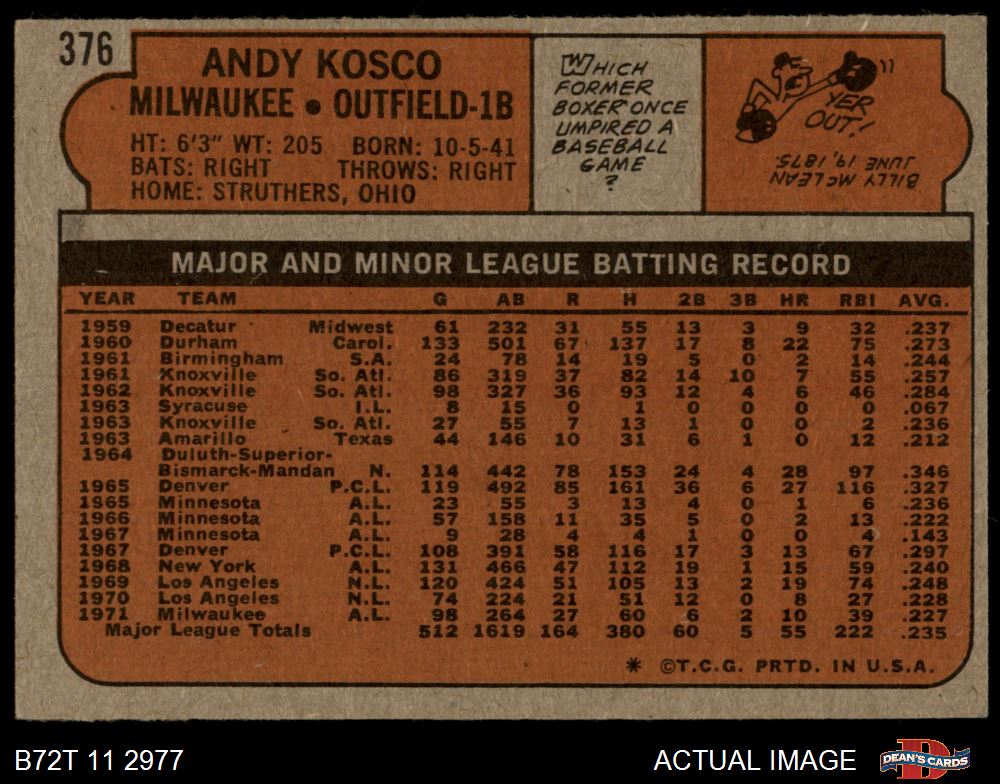 376
ANDY KOSCO
MILWAUKEE • OUTFIELD-1B
HT: 6'3" WT: 205 BORN: 10-5-41
BATS: RIGHT THROWS: RIGHT
HOME: STRUTHERS, OHIO
WHICH
FORMER
BOXER ONCE
UMPIRED A
BASEBALL
GAME
?
YER
OUT!
BILLY McLEAN
JUNE 19, 1875.
MAJOR AND MINOR LEAGUE BATTING RECORD
YEAR TEAM G AB R H 2B 3B HR RBI AVG.
1959 Decatur Midwest 61 232 31 55 13 3 9 32 .237
1960 Durham Carol. 133 501 67 137 17 8 22 75 .273
1961 Birmingham S.A. 24 78 14 19 5 0 2 14 .244
1961 Knoxville So. Atl. 86 319 37 82 14 10 7 55 .257
1962 Knoxville So. Atl. 98 327 36 93 12 4 6 46 .284
1963 Syracuse I.L. 8 15 0 1 0 0 0 0 .067
1963 Knoxville So. Atl. 27 55 7 13 1 0 0 2 .236
1963 Amarillo Texas 44 146 10 31 6 1 0 12 .212
1964 Duluth-Superior-
Bismarck-Mandan N. 114 442 78 153 24 4 28 97 .346
1965 Denver P.C.L. 119 492 85 161 36 6 27 116 .327
1965 Minnesota A.L. 23 55 3 13 4 0 1 6 .236
1966 Minnesota A.L. 57 158 11 35 5 0 2 13 .222
1967 Minnesota A.L. 9 28 4 4 1 0 0 4 .143
1967 Denver P.C.L. 108 391 58 116 17 3 13 67 .297
1968 New York A.L. 131 466 47 112 19 1 15 59 .240
1969 Los Angeles N.L. 120 424 51 105 13 2 19 74 .248
1970 Los Angeles N.L. 74 224 21 51 12 0 8 27 .228
1971 Milwaukee A.L. 98 264 27 60 6 2 10 39 .227
Major League Totals 512 1619 164 380 60 5 55 222 .235
* ©T.C.G. PRTD. IN U.S.A.
B72T 11 2977
ACTUAL IMAGE
D
DEAN'S CARDS